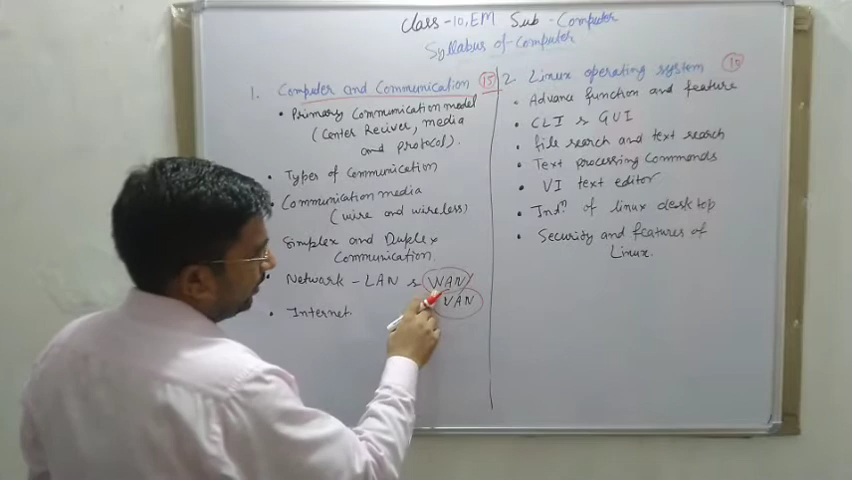 Class-10, EM Sub-Computer
Syllabus of-Computer
1. Computer and Communication 15
• Primary Communication model
(Center Reciver, media
and protocol).
• Types of Communication
• Communication media
(wire and wireless)
Simplex and Duplex
Communication.
• Network - LAN & WAN
VAN
• Internet.
2. Linux operating system 10
• Advance function and feature
• CLI & GUI
• file search and text search
• Text processing Commands
• VI text editor
• Indⁿ of linux desktop
• Security and features of
Linux.